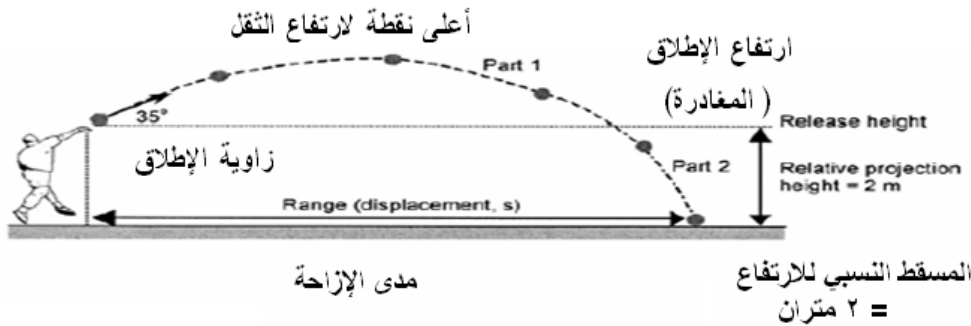 أعلى نقطة لارتفاع الثقل
ارتفاع الإطلاق
(المغادرة)
Part 1
35°
Release height
زاوية الإطلاق
Part 2
Relative projection
height = 2 m
Range (displacement, s)
مدى الإزاحة
المسقط النسبي للارتفاع
= ٢ متران